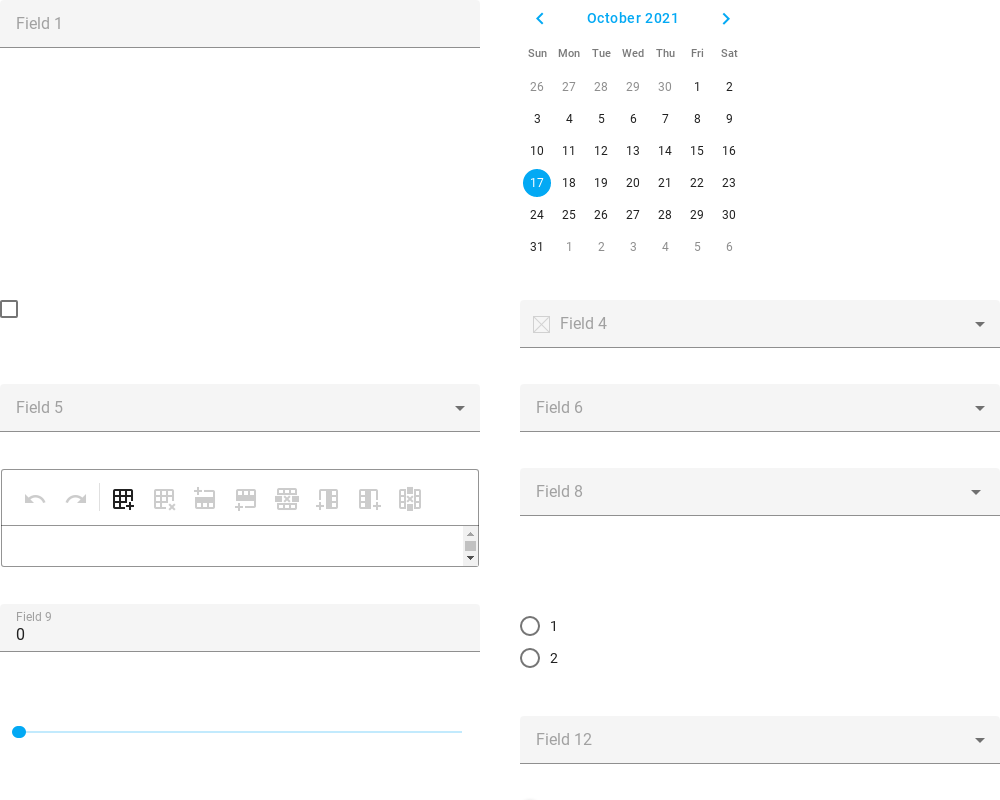 Field 1
October 2021
Sun Mon Tue Wed Thu Fri Sat
26 27 28 29 30 1 2
3 4 5 6 7 8 9
10 11 12 13 14 15 16
17 18 19 20 21 22 23
24 25 26 27 28 29 30
31 1 2 3 4 5 6
Field 4
Field 5
Field 6
Field 8
Field 9
0
1
2
Field 12